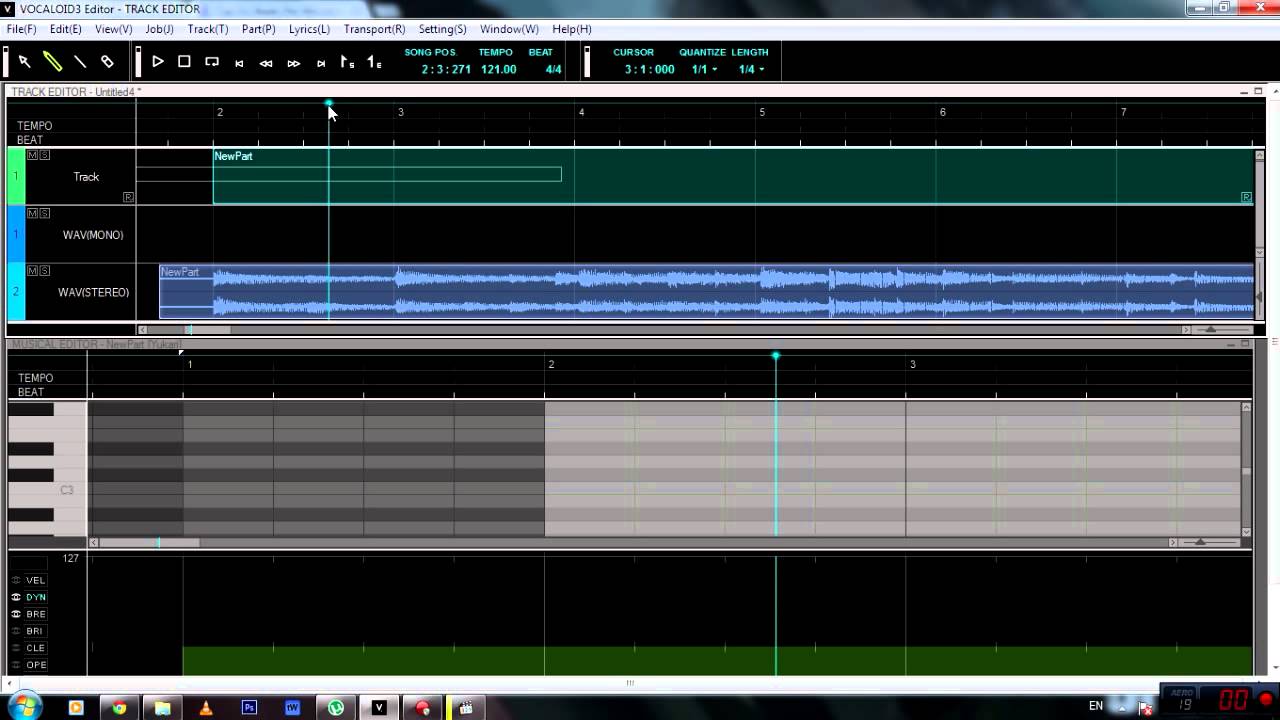 VOCALOID3 Editor - TRACK EDITOR
File(F) Edit(E) View(V) Job(J) Track(T) Part(P) Lyrics(L) Transport(R) Setting(S) Window(W) Help(H)
SONG POS. TEMPO BEAT CURSOR QUANTIZE LENGTH
2 : 3 : 271 121.00 4/4 3 : 1 : 000 1/1 1/4
TRACK EDITOR - Untitled4 *
2 3 4 5 6 7
TEMPO
BEAT
M S NewPart
1 Track
R R
M S
1 WAV(MONO)
M S NewPart
2 WAV(STEREO)
MUSICAL EDITOR - NewPart [Yukari]
1 2 3
TEMPO
BEAT
C3
127
VEL
DYN
BRE
BRI
CLE
OPE
EN
AERO
19 00